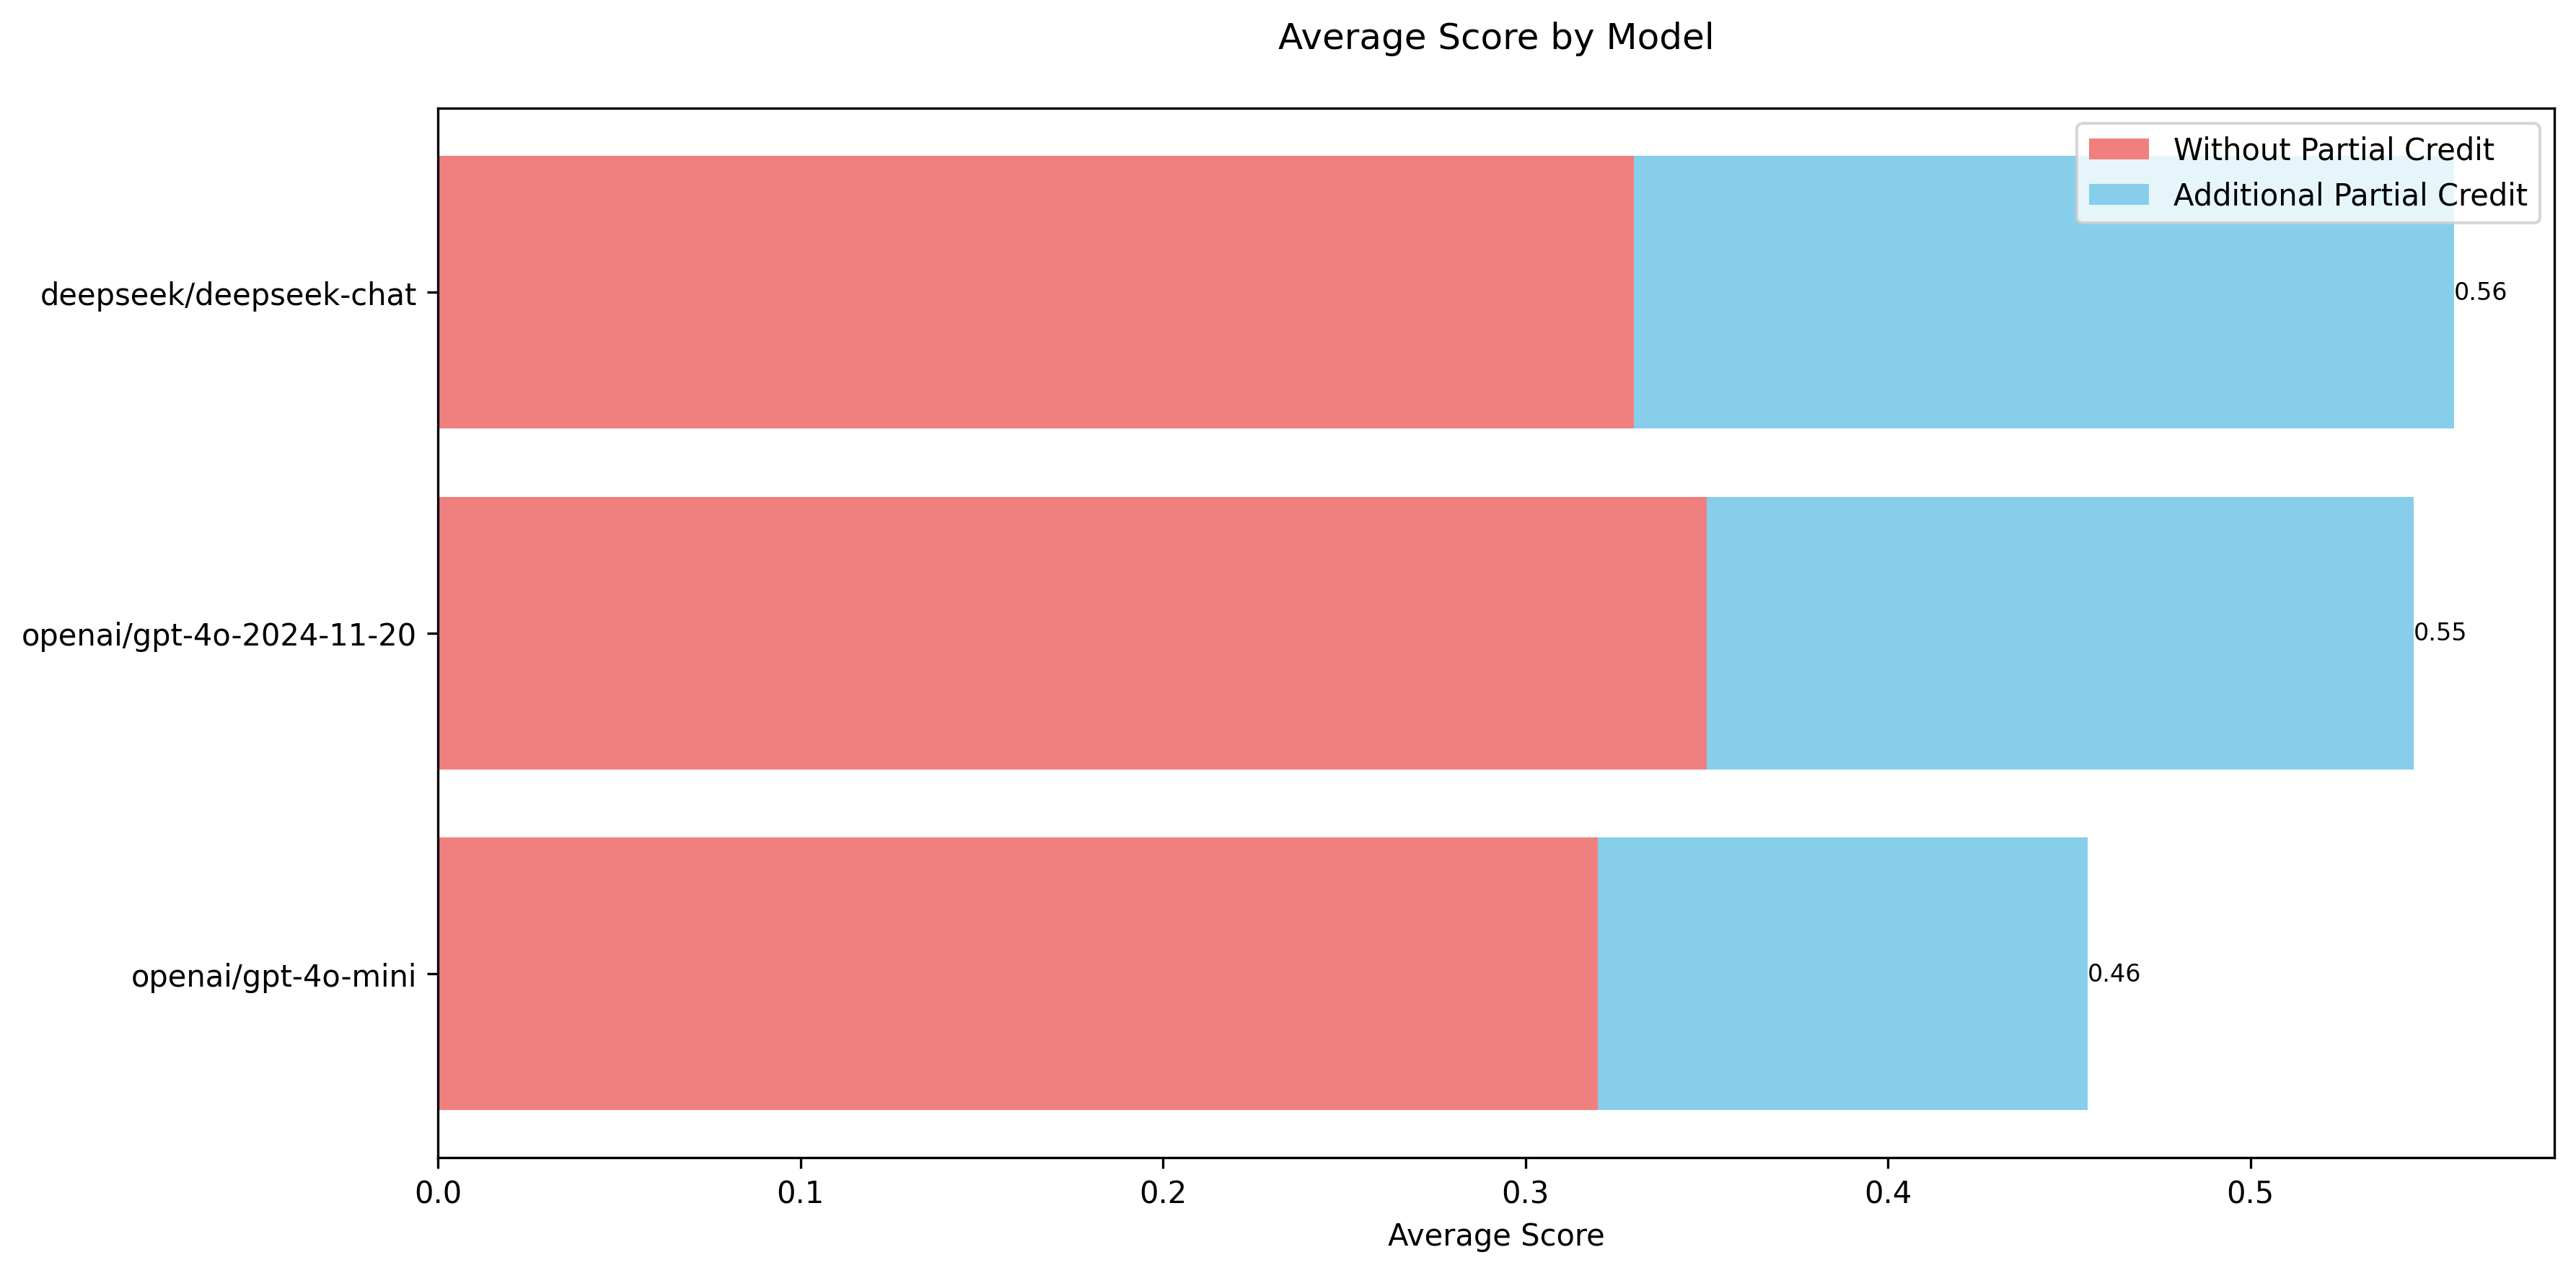 Average Score by Model
Without Partial Credit
Additional Partial Credit
deepseek/deepseek-chat
0.56
openai/gpt-4o-2024-11-20
0.55
openai/gpt-4o-mini
0.46
0.0 0.1 0.2 0.3 0.4 0.5
Average Score